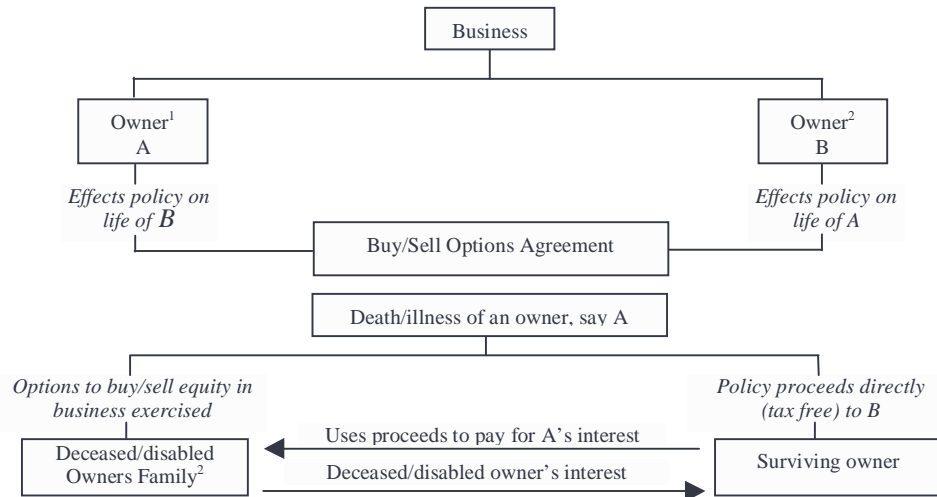 Business
Owner¹
A
Owner²
B
Effects policy on
life of B
Effects policy on
life of A
Buy/Sell Options Agreement
Death/illness of an owner, say A
Options to buy/sell equity in
business exercised
Policy proceeds directly
(tax free) to B
Uses proceeds to pay for A's interest
Deceased/disabled
Owners Family²
Deceased/disabled owner's interest
Surviving owner